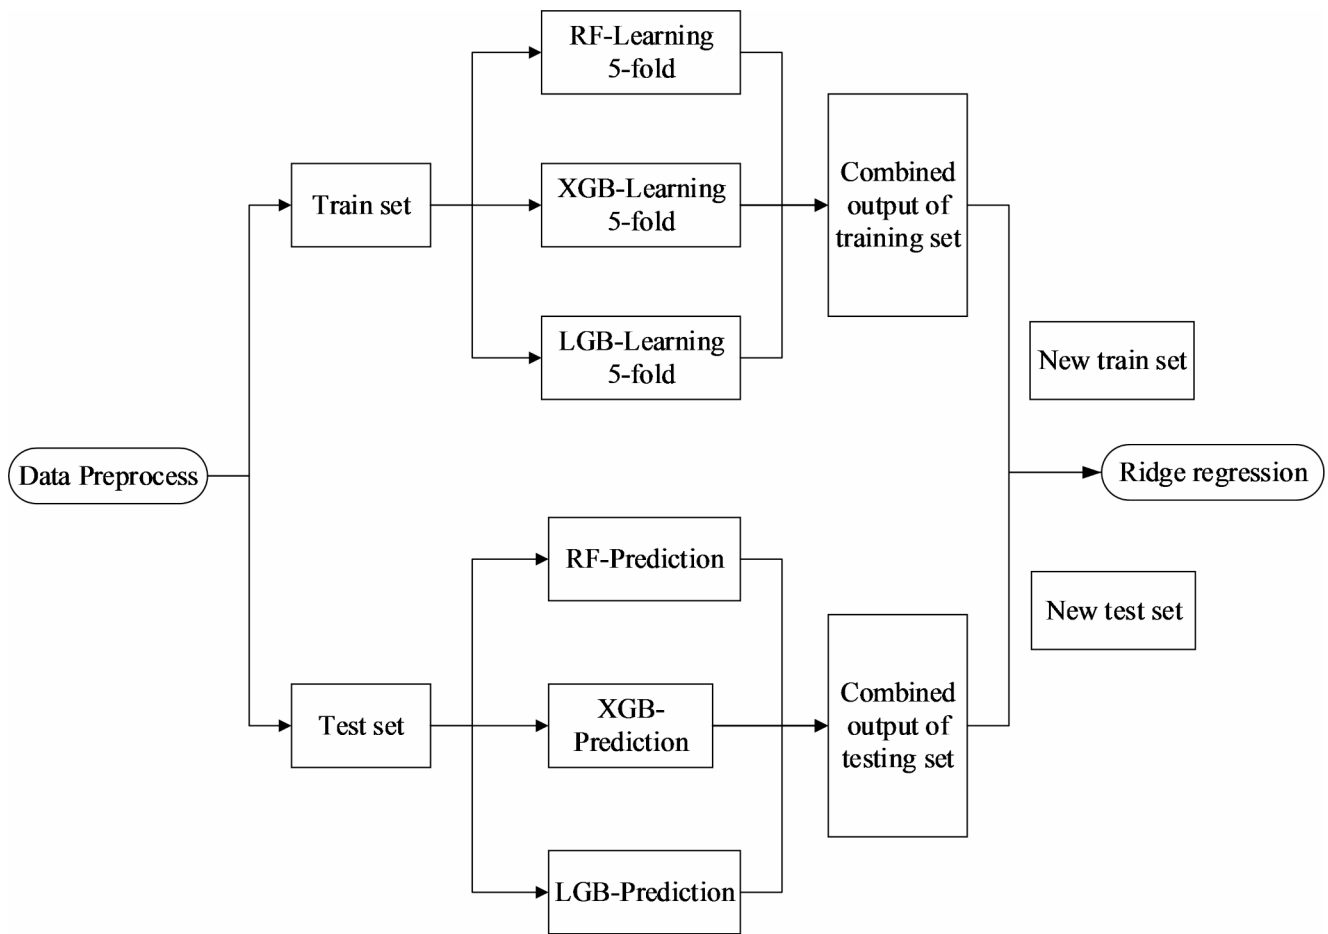 RF-Learning
5-fold
XGB-Learning
5-fold
LGB-Learning
5-fold
Train set
Combined
output of
training set
New train set
Data Preprocess
Ridge regression
RF-Prediction
New test set
Test set
XGB-
Prediction
Combined
output of
testing set
LGB-Prediction